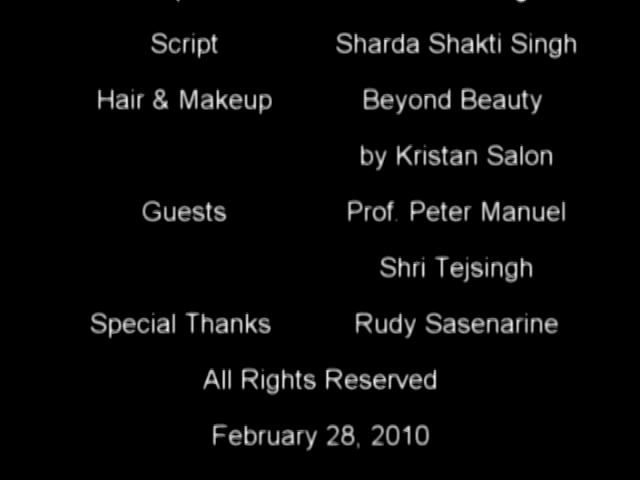 Script Sharda Shakti Singh
Hair & Makeup Beyond Beauty
by Kristan Salon
Guests Prof. Peter Manuel
Shri Tejsingh
Special Thanks Rudy Sasenarine
All Rights Reserved
February 28, 2010